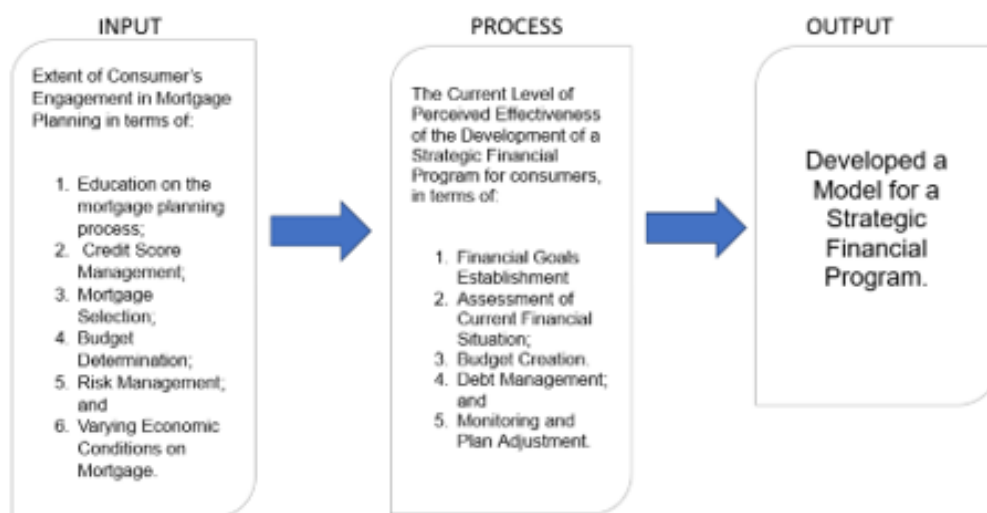 INPUT
Extent of Consumer's
Engagement in Mortgage
Planning in terms of:
1. Education on the
mortgage planning
process;
2. Credit Score
Management;
3. Mortgage
Selection;
4. Budget
Determination;
5. Risk Management;
and
6. Varying Economic
Conditions on
Mortgage.
PROCESS
The Current Level of
Perceived Effectiveness
of the Development of a
Strategic Financial
Program for consumers,
in terms of:
1. Financial Goals
Establishment
2. Assessment of
Current Financial
Situation;
3. Budget Creation.
4. Debt Management;
and
5. Monitoring and
Plan Adjustment.
OUTPUT
Developed a
Model for a
Strategic
Financial
Program.